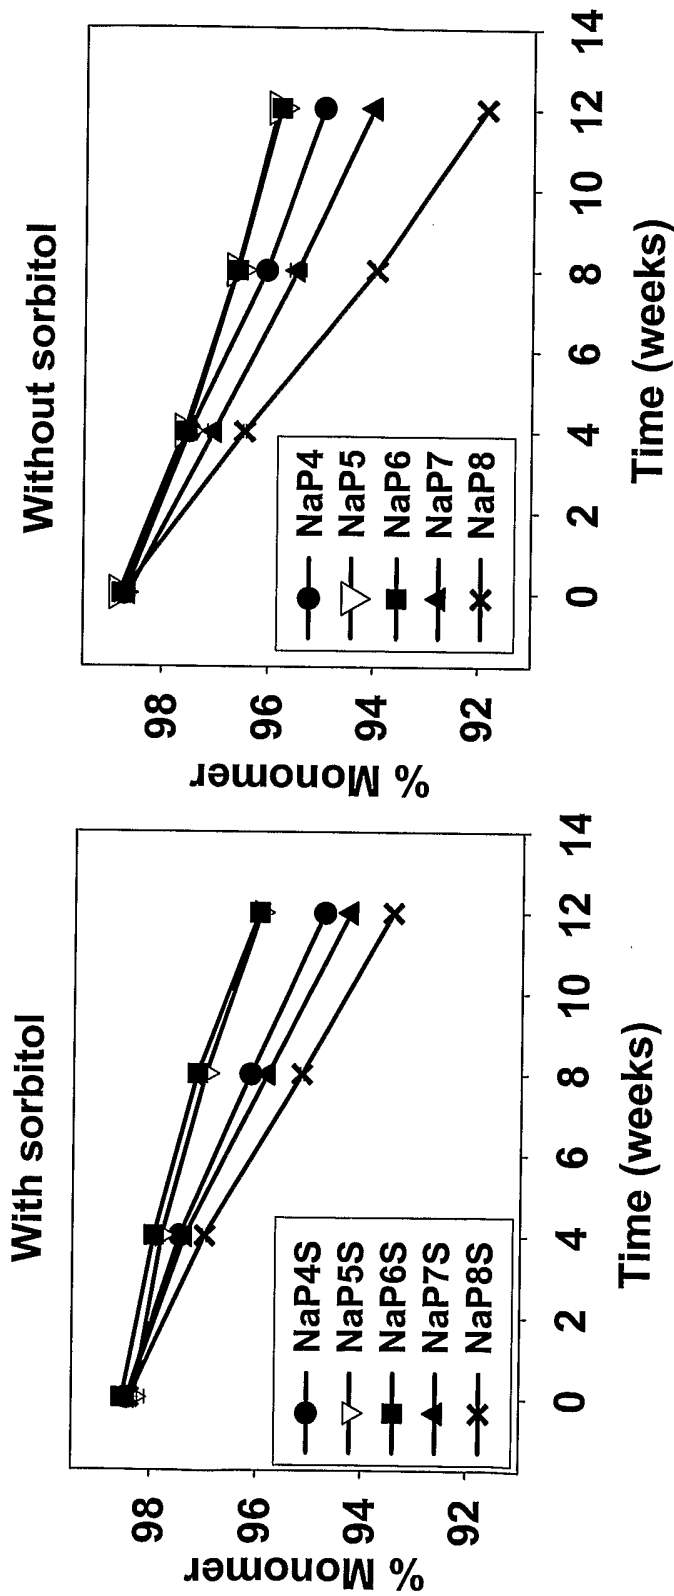 With sorbitol
% Monomer
98
96
94
92
NaP4S
NaP5S
NaP6S
NaP7S
NaP8S
0 2 4 6 8 10 12 14
Time (weeks)
Without sorbitol
% Monomer
98
96
94
92
NaP4
NaP5
NaP6
NaP7
NaP8
0 2 4 6 8 10 12 14
Time (weeks)